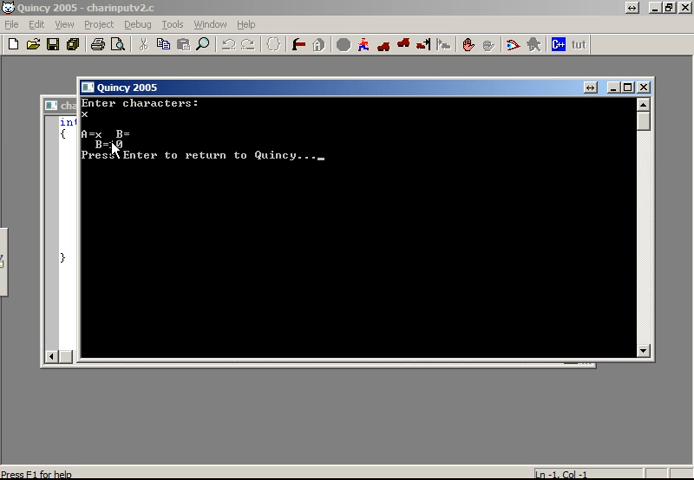 Quincy 2005 - charinputv2.c
File Edit View Project Debug Tools Window Help
C++ tut
Quincy 2005
Enter characters:
x
A=x B=
B=10
Press Enter to return to Quincy..._
int
{
}
Press F1 for help
Ln -1, Col -1